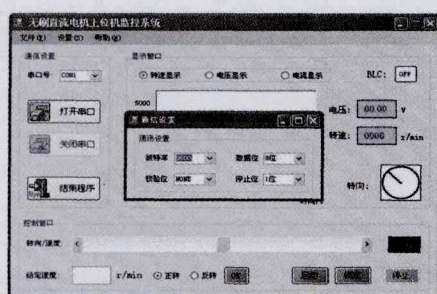 无刷直流电机上位机监控系统
文件(F) 设置(S) 帮助(H)
通信设置
显示窗口
串口号 COM1
转速显示 电压显示 电流显示 BLC: OFF
打开串口
5000
电压: 00.00 V
通信设置
通讯设置
关闭串口
转速: 0000 r/min
波特率 数据位 8位
校验位 NONE 停止位 1位
结束程序
转向:
控制窗口
转向/速度
给定速度 r/min 正转 反转 OK 停止